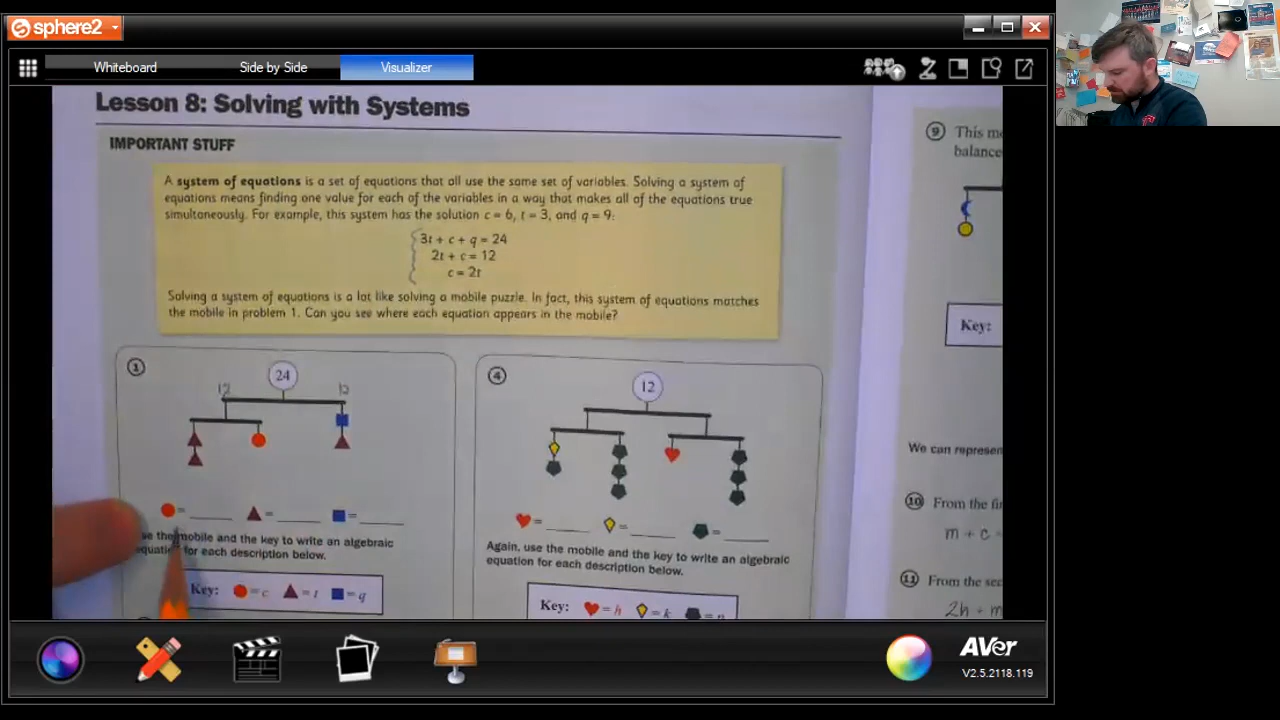 sphere2
Whiteboard
Side by Side
Visualizer
Lesson 8: Solving with Systems
IMPORTANT STUFF
A system of equations is a set of equations that all use the same set of variables. Solving a system of
equations means finding one value for each of the variables in a way that makes all of the equations true
simultaneously. For example, this system has the solution c = 6, t = 3, and q = 9:
3t + c + q = 24
2t + c = 12
c = 2t
Solving a system of equations is a lot like solving a mobile puzzle. In fact, this system of equations matches
the mobile in problem 1. Can you see where each equation appears in the mobile?
1
24
12 12
= ____ = ____ = ____
the mobile and the key to write an algebraic
for each description below.
Key: = c = t = q
4
12
= ____ = ____ = ____
Again, use the mobile and the key to write an algebraic
equation for each description below.
Key: = h = k =
9 This
balance
Key:
We can represen
10 From the
m + c =
11 From the
2h + m
AVer
V2.5.2118.119